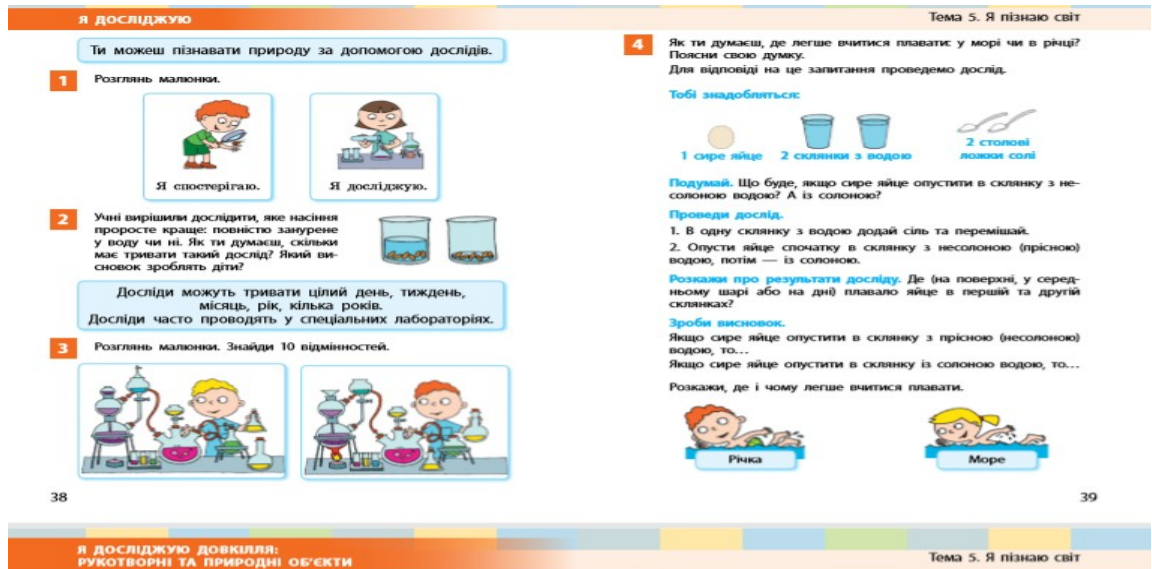 Я ДОСЛІДЖУЮ
Ти можеш пізнавати природу за допомогою дослідів.
1 Розглянь малюнки.
Я спостерігаю.
Я досліджую.
2 Учні вирішили дослідити, яке насіння
проросте краще: повністю занурене
у воду чи ні. Як ти думаєш, скільки
має тривати такий дослід? Який ви-
сновок зроблять діти?
Досліди можуть тривати цілий день, тиждень,
місяць, рік, кілька років.
Досліди часто проводять у спеціальних лабораторіях.
3 Розглянь малюнки. Знайди 10 відмінностей.
38
Тема 5. Я пізнаю світ
4 Як ти думаєш, де легше вчитися плавати: у морі чи в річці?
Поясни свою думку.
Для відповіді на це запитання проведемо дослід.
Тобі знадобляться:
1 сире яйце
2 склянки з водою
2 столові
ложки солі
Подумай. Що буде, якщо сире яйце опустити в склянку з не-
солоною водою? А із солоною?
Проведи дослід.
1. В одну склянку з водою додай сіль та перемішай.
2. Опусти яйце спочатку в склянку з несолоною (прісною)
водою, потім — із солоною.
Розкажи про результати досліду. Де (на поверхні, у серед-
ньому шарі або на дні) плавало яйце в першій та другій
склянках?
Зроби висновок.
Якщо сире яйце опустити в склянку з прісною (несолоною)
водою, то...
Якщо сире яйце опустити в склянку із солоною водою, то...
Розкажи, де і чому легше вчитися плавати.
Річка
Море
39
Я ДОСЛІДЖУЮ ДОВКІЛЛЯ:
РУКОТВОРНІ ТА ПРИРОДНІ ОБ'ЄКТИ
Тема 5. Я пізнаю світ